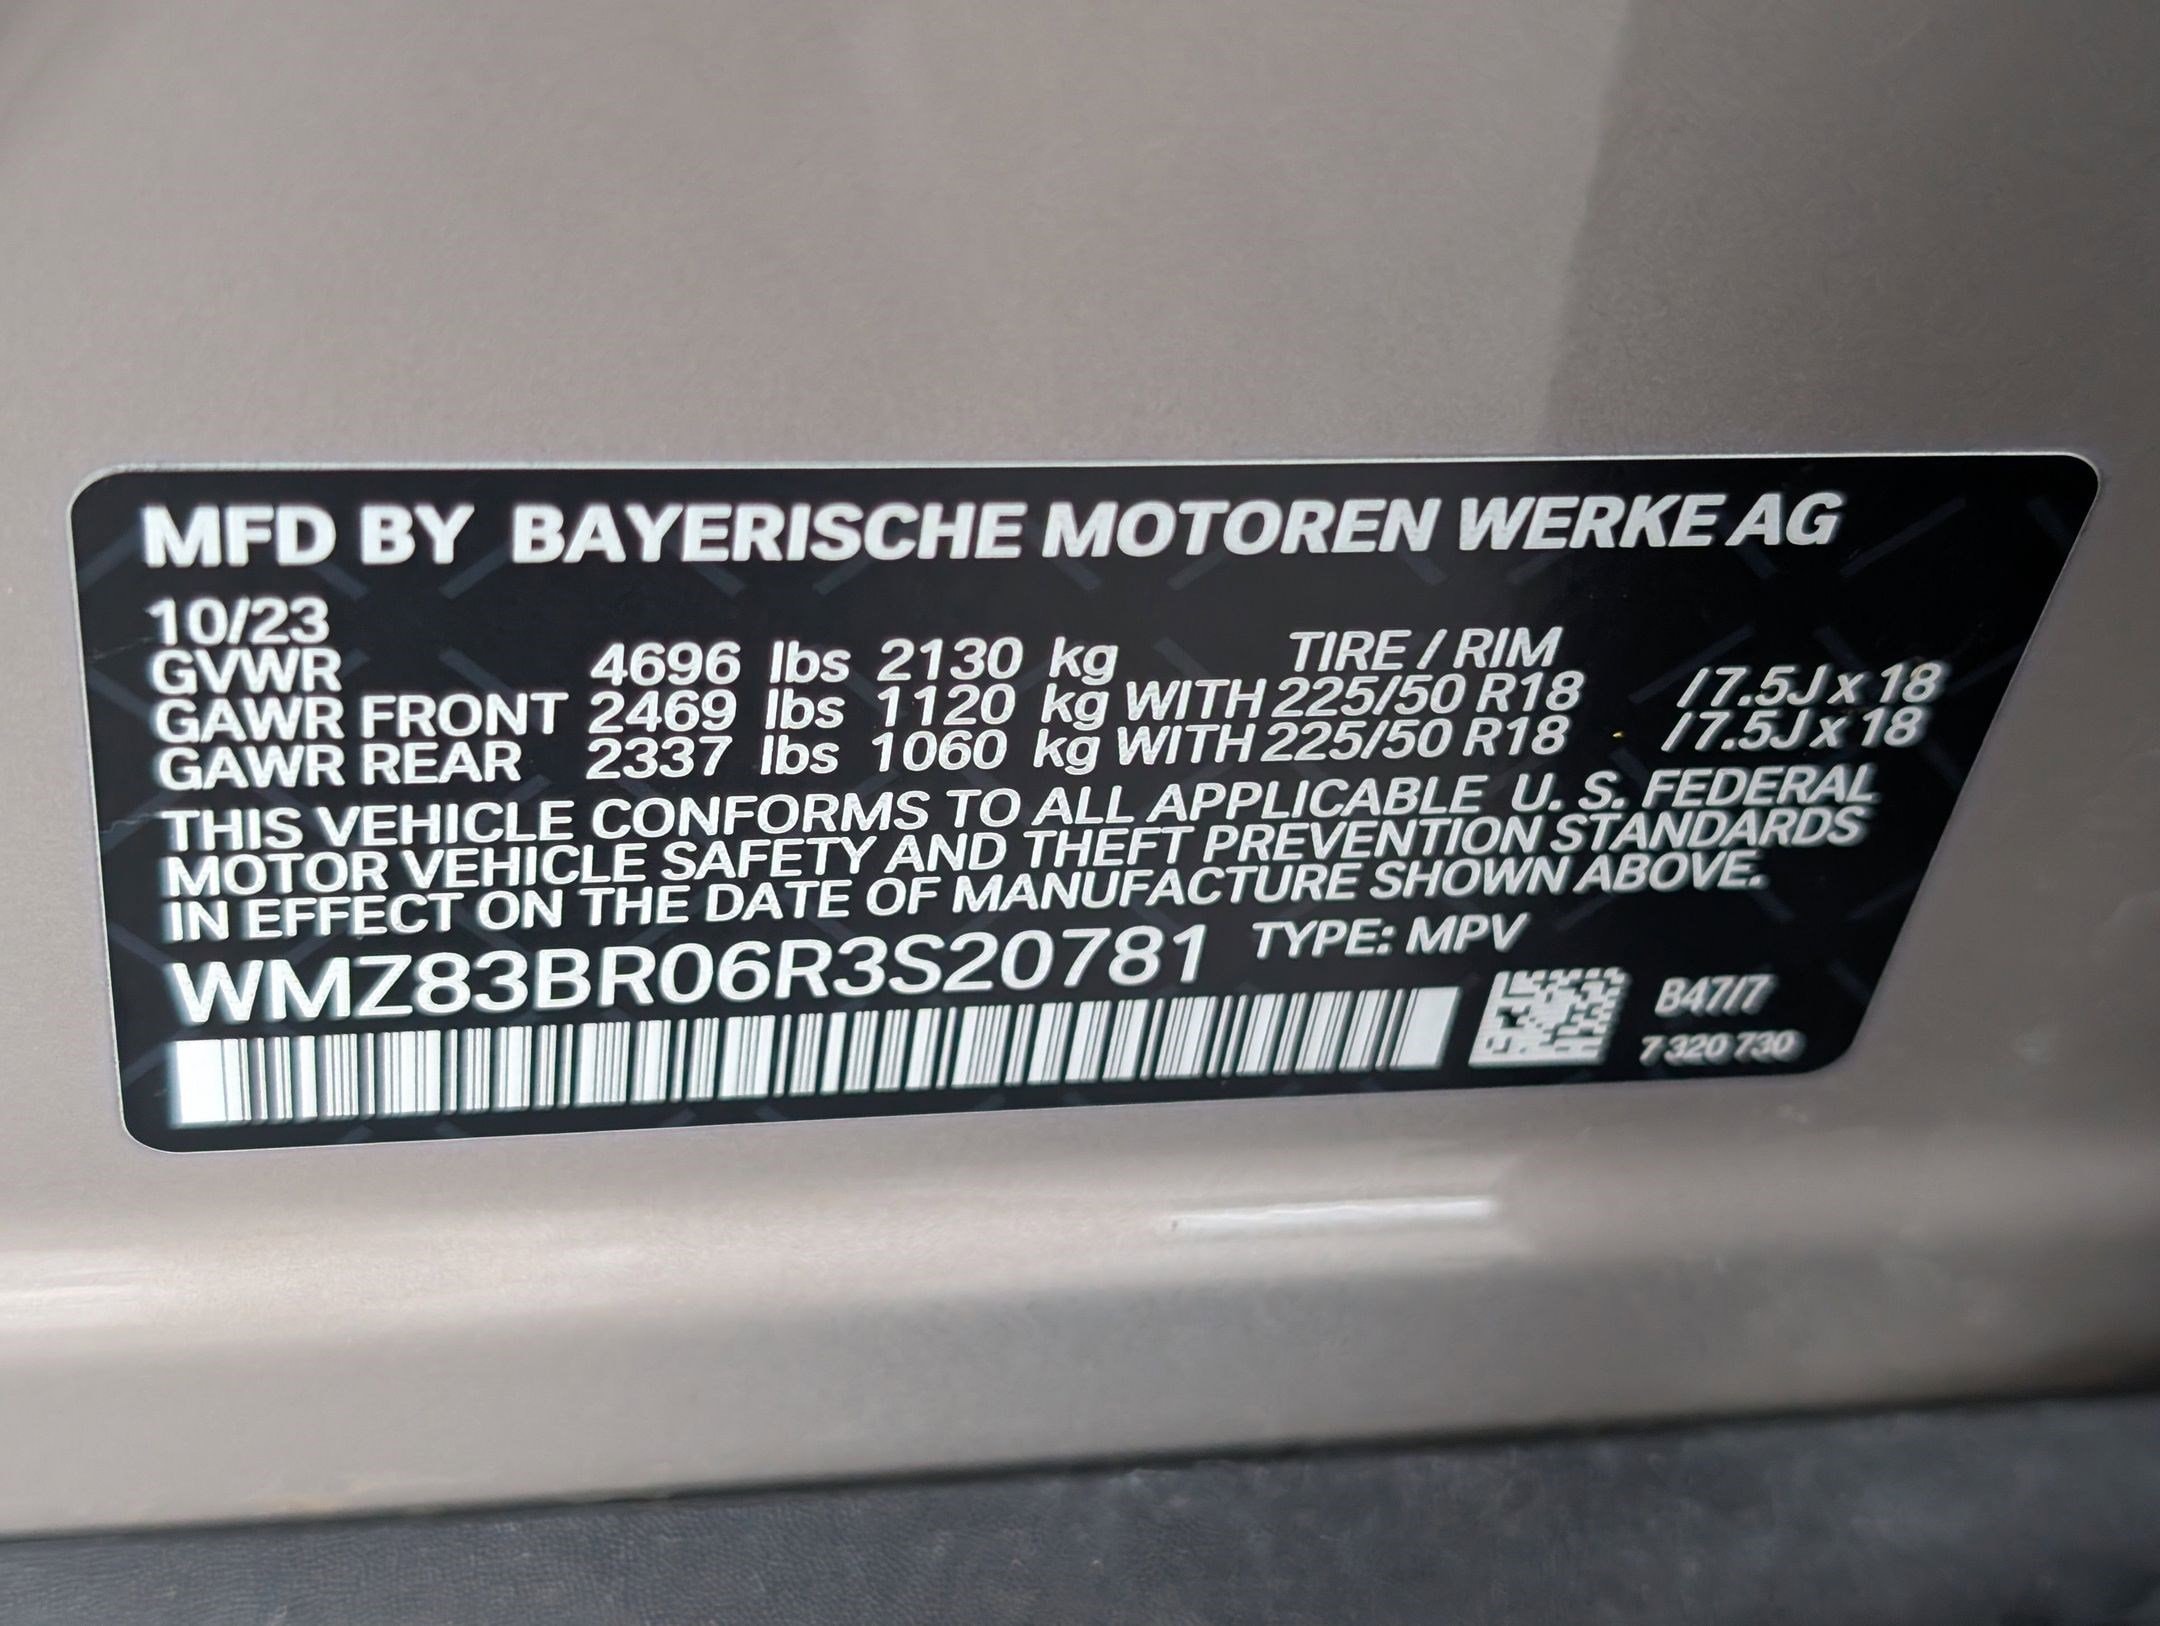 MFD BY BAYERISCHE MOTOREN WERKE AG
10/23
GVWR 4696 lbs 2130 kg TIRE / RIM
GAWR FRONT 2469 lbs 1120 kg WITH 225/50 R18 /7.5J x 18
GAWR REAR 2337 lbs 1060 kg WITH 225/50 R18 /7.5J x 18
THIS VEHICLE CONFORMS TO ALL APPLICABLE U. S. FEDERAL
MOTOR VEHICLE SAFETY AND THEFT PREVENTION STANDARDS
IN EFFECT ON THE DATE OF MANUFACTURE SHOWN ABOVE.
WMZ83BR06R3S20781 TYPE: MPV
B47/7
7 320 730